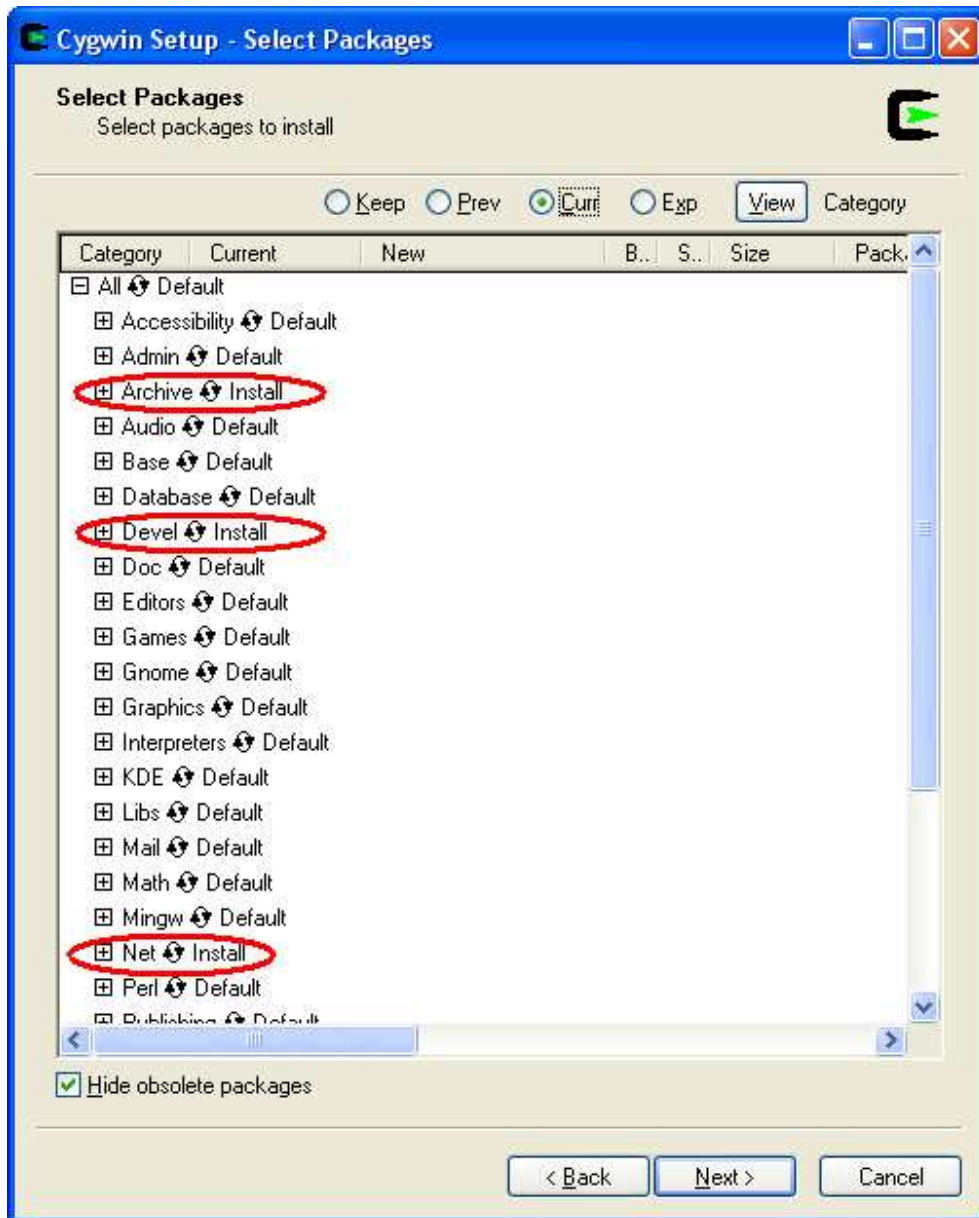 Cygwin Setup - Select Packages
Select Packages
Select packages to install
Keep Prev Curr Exp View Category
Category Current New B.. S.. Size Pack.
All Default
Accessibility Default
Admin Default
Archive Install
Audio Default
Base Default
Database Default
Devel Install
Doc Default
Editors Default
Games Default
Gnome Default
Graphics Default
Interpreters Default
KDE Default
Libs Default
Mail Default
Math Default
Mingw Default
Net Install
Perl Default
Publishing Default
Hide obsolete packages
< Back Next > Cancel